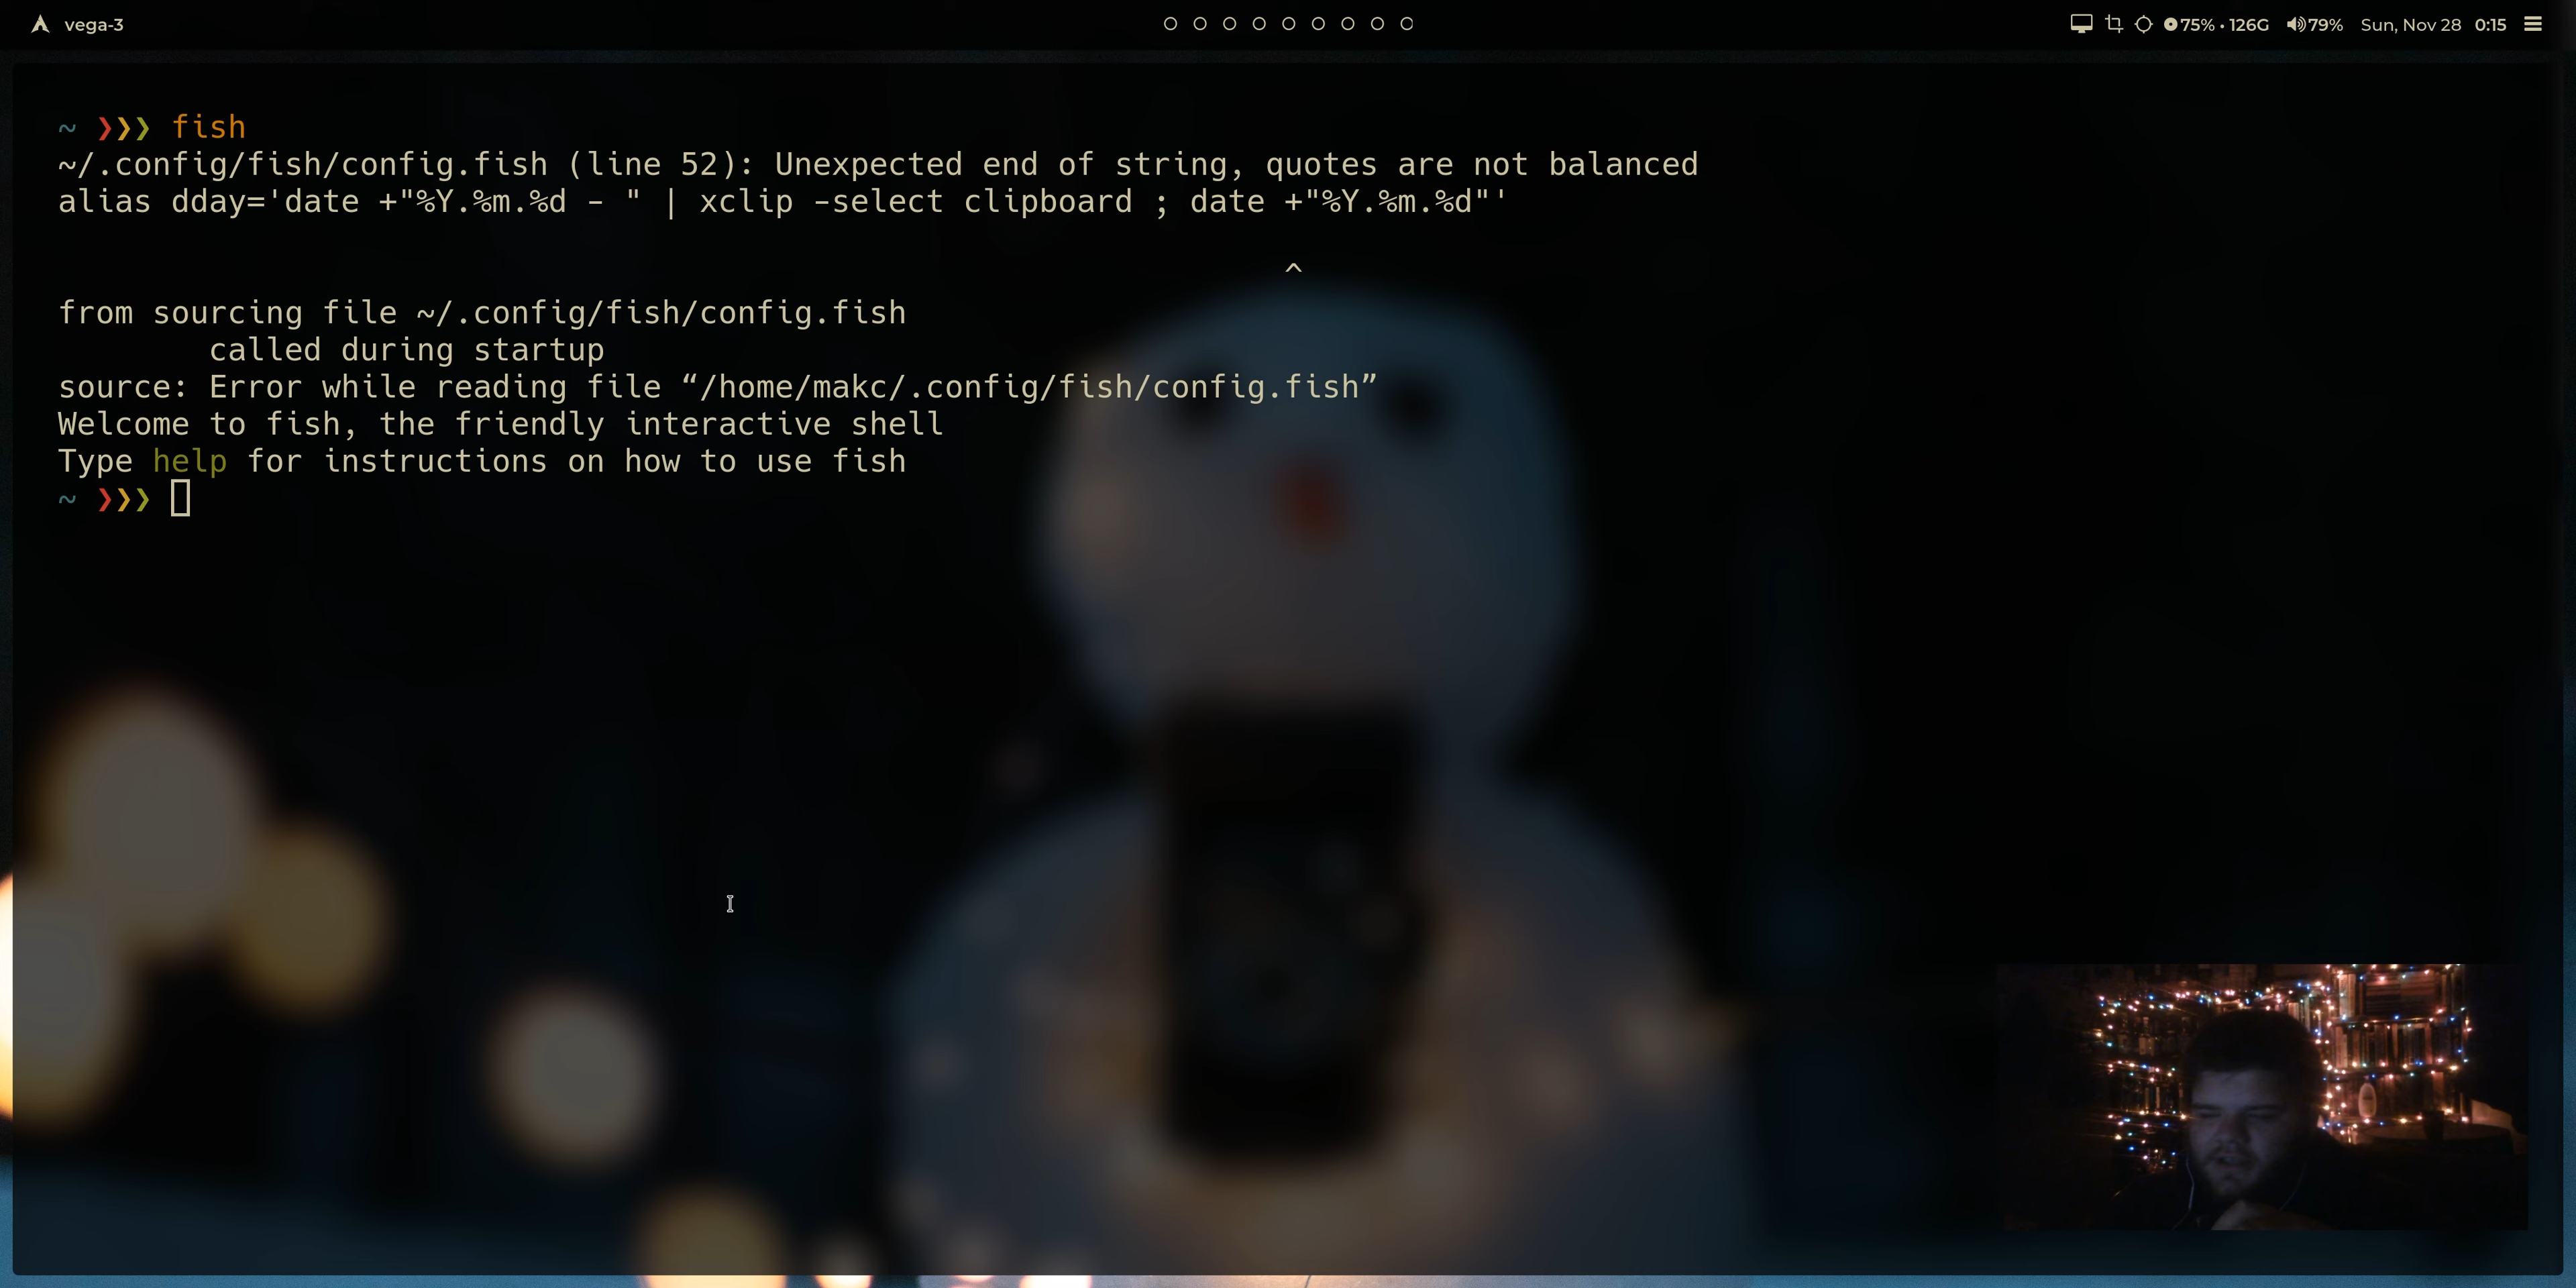 vega-3
75% • 126G 79% Sun, Nov 28 0:15
~ ❯❯❯ fish
~/.config/fish/config.fish (line 52): Unexpected end of string, quotes are not balanced
alias dday='date +"%Y.%m.%d - " | xclip -select clipboard ; date +"%Y.%m.%d"'
^
from sourcing file ~/.config/fish/config.fish
called during startup
source: Error while reading file “/home/makc/.config/fish/config.fish”
Welcome to fish, the friendly interactive shell
Type help for instructions on how to use fish
~ ❯❯❯